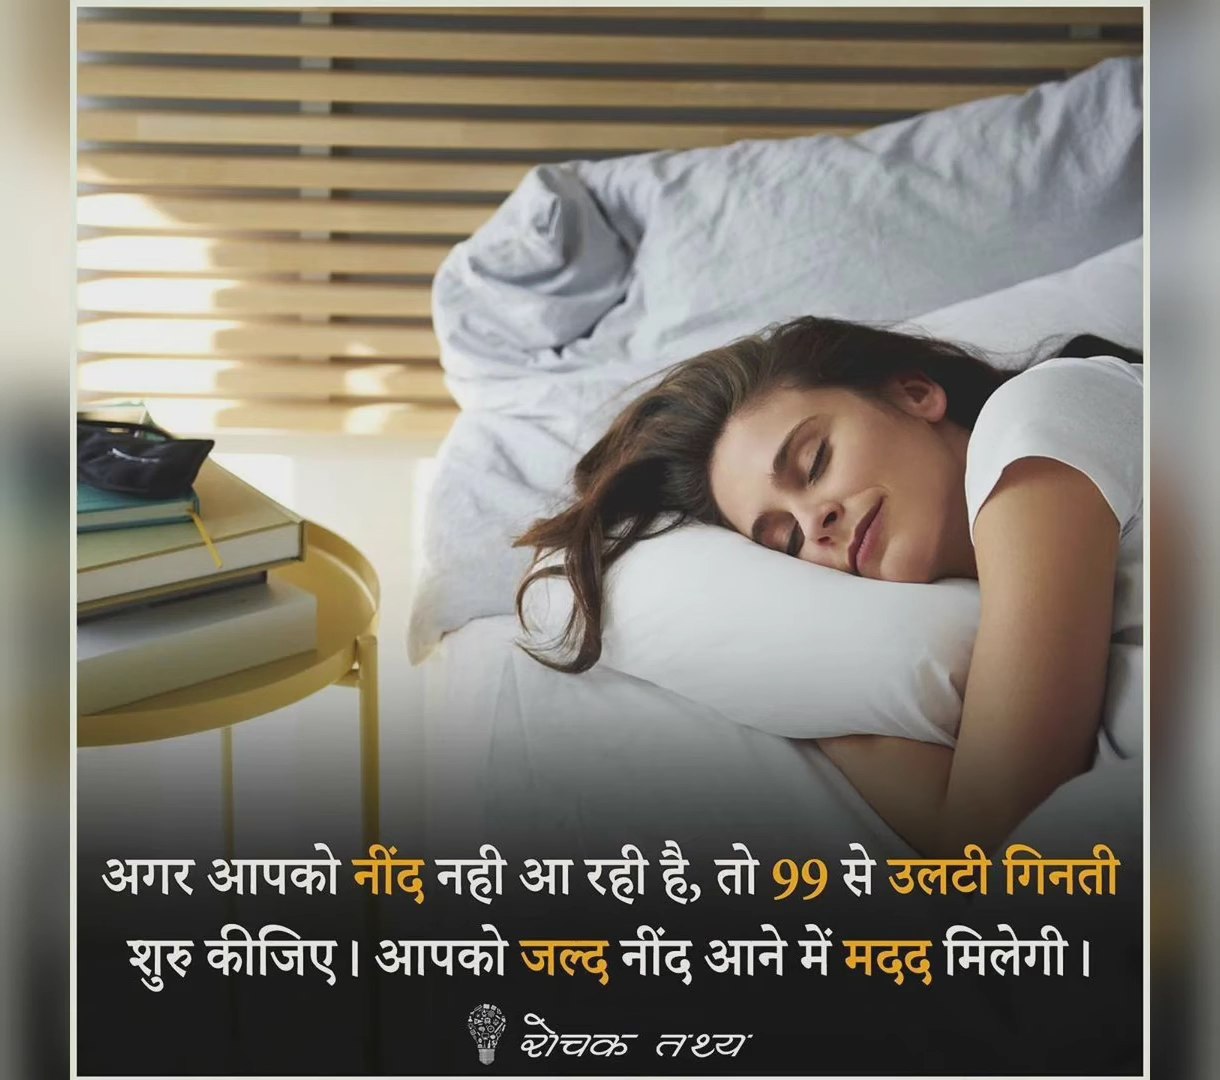 अगर आपको नींद नही आ रही है, तो 99 से उलटी गिनती
शुरु कीजिए। आपको जल्द नींद आने में मदद मिलेगी।
रोचक तथ्य